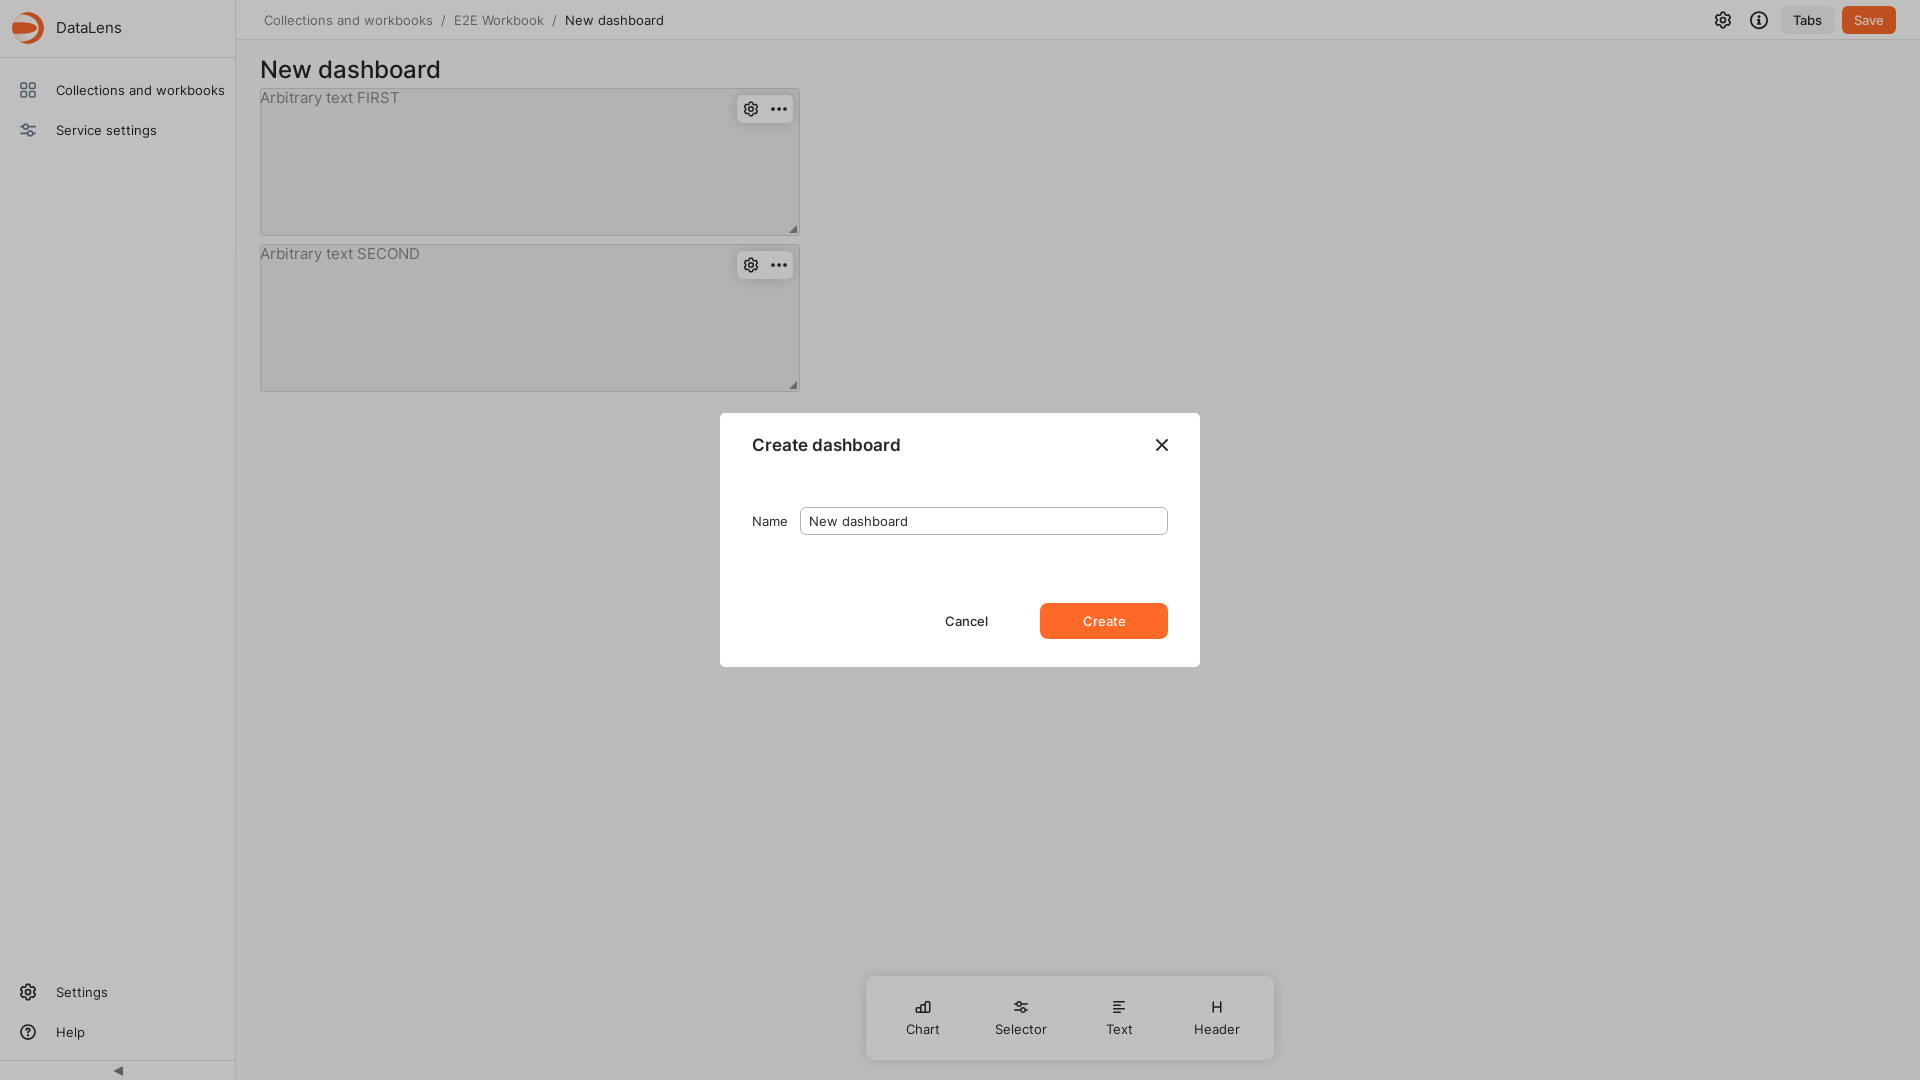 DataLens
Collections and workbooks / E2E Workbook / New dashboard
Tabs
Save
Collections and workbooks
Service settings
New dashboard
Arbitrary text FIRST
Arbitrary text SECOND
Create dashboard
Name
New dashboard
Cancel
Create
Chart
Selector
Text
Header
Settings
Help